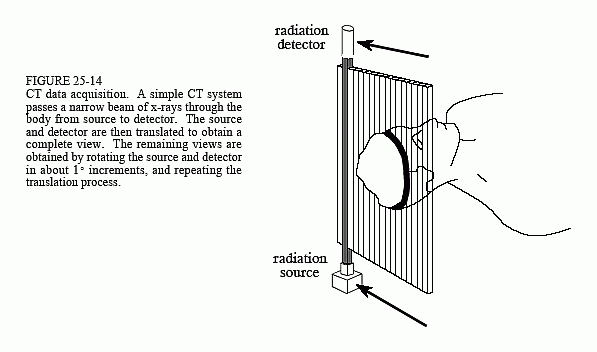 radiation
detector
FIGURE 25-14
CT data acquisition. A simple CT system
passes a narrow beam of x-rays through the
body from source to detector. The source
and detector are then translated to obtain a
complete view. The remaining views are
obtained by rotating the source and detector
in about 1° increments, and repeating the
translation process.
radiation
source